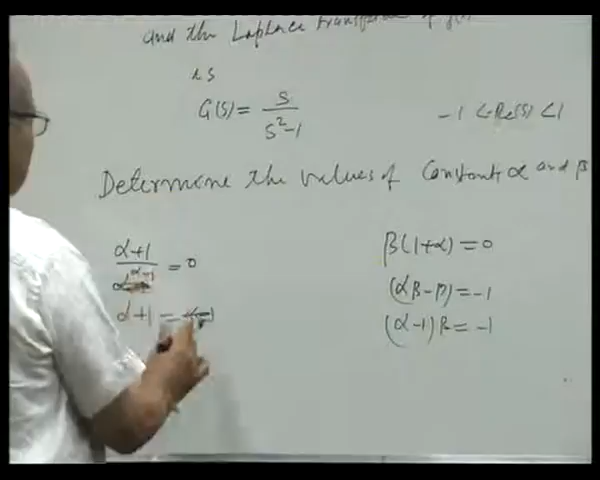 and the Laplace transform of g(t)
is
G(s) = s / (s²-1)    -1 < Re(s) < 1
Determine the values of constant α and β
(α+1) / = 0    β(1+α) = 0
(αβ-β) = -1
α+1 =    (α-1)β = -1